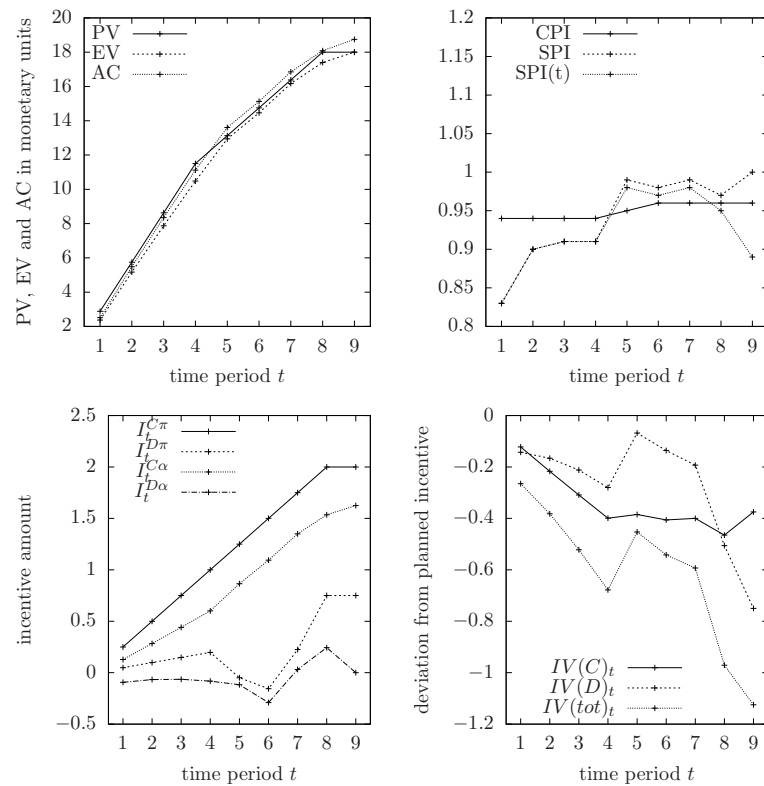 PV, EV and AC in monetary units
20
18
16
14
12
10
8
6
4
2
PV
EV
AC
1 2 3 4 5 6 7 8 9
time period t
1.2
1.15
1.1
1.05
1
0.95
0.9
0.85
0.8
CPI
SPI
SPI(t)
1 2 3 4 5 6 7 8 9
time period t
incentive amount
2.5
2
1.5
1
0.5
0
−0.5
I_t^{Cπ}
I_t^{Dπ}
I_t^{Cα}
I_t^{Dα}
1 2 3 4 5 6 7 8 9
time period t
deviation from planned incentive
0
−0.2
−0.4
−0.6
−0.8
−1
−1.2
IV(C)_t
IV(D)_t
IV(tot)_t
1 2 3 4 5 6 7 8 9
time period t